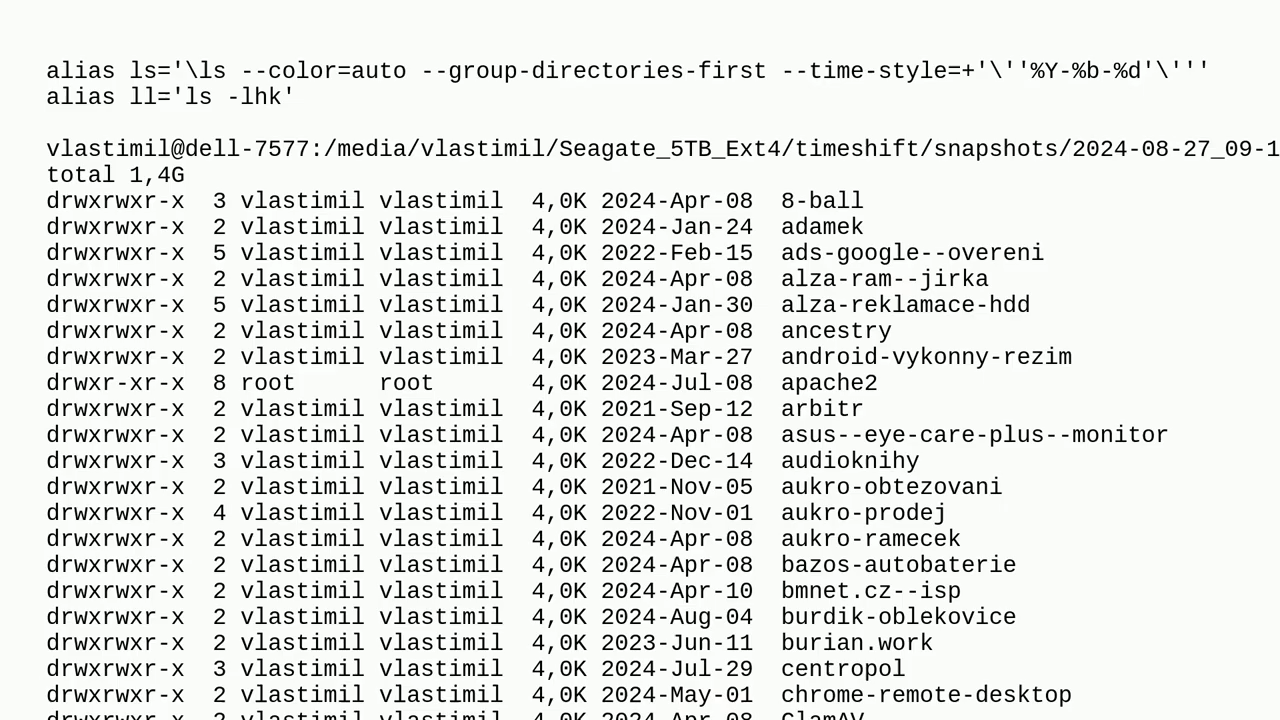 alias ls='\ls --color=auto --group-directories-first --time-style=+'\''%Y-%b-%d'\'''
alias ll='ls -lhk'
vlastimil@dell-7577:/media/vlastimil/Seagate_5TB_Ext4/timeshift/snapshots/2024-08-27_09-1
total 1,4G
drwxrwxr-x  3 vlastimil vlastimil  4,0K 2024-Apr-08  8-ball
drwxrwxr-x  2 vlastimil vlastimil  4,0K 2024-Jan-24  adamek
drwxrwxr-x  5 vlastimil vlastimil  4,0K 2022-Feb-15  ads-google--overeni
drwxrwxr-x  2 vlastimil vlastimil  4,0K 2024-Apr-08  alza-ram--jirka
drwxrwxr-x  5 vlastimil vlastimil  4,0K 2024-Jan-30  alza-reklamace-hdd
drwxrwxr-x  2 vlastimil vlastimil  4,0K 2024-Apr-08  ancestry
drwxrwxr-x  2 vlastimil vlastimil  4,0K 2023-Mar-27  android-vykonny-rezim
drwxr-xr-x  8 root      root       4,0K 2024-Jul-08  apache2
drwxrwxr-x  2 vlastimil vlastimil  4,0K 2021-Sep-12  arbitr
drwxrwxr-x  2 vlastimil vlastimil  4,0K 2024-Apr-08  asus--eye-care-plus--monitor
drwxrwxr-x  3 vlastimil vlastimil  4,0K 2022-Dec-14  audioknihy
drwxrwxr-x  2 vlastimil vlastimil  4,0K 2021-Nov-05  aukro-obtezovani
drwxrwxr-x  4 vlastimil vlastimil  4,0K 2022-Nov-01  aukro-prodej
drwxrwxr-x  2 vlastimil vlastimil  4,0K 2024-Apr-08  aukro-ramecek
drwxrwxr-x  2 vlastimil vlastimil  4,0K 2024-Apr-08  bazos-autobaterie
drwxrwxr-x  2 vlastimil vlastimil  4,0K 2024-Apr-10  bmnet.cz--isp
drwxrwxr-x  2 vlastimil vlastimil  4,0K 2024-Aug-04  burdik-oblekovice
drwxrwxr-x  2 vlastimil vlastimil  4,0K 2023-Jun-11  burian.work
drwxrwxr-x  3 vlastimil vlastimil  4,0K 2024-Jul-29  centropol
drwxrwxr-x  2 vlastimil vlastimil  4,0K 2024-May-01  chrome-remote-desktop
drwxrwxr-x  2 vlastimil vlastimil  4,0K 2024-Apr-08  ClamAV